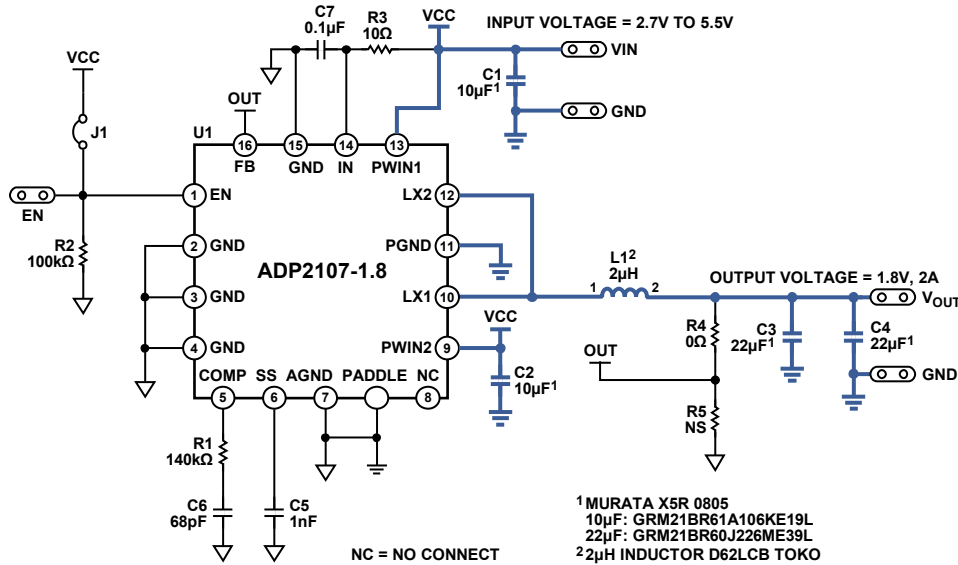 C7
0.1µF
R3
10Ω
VCC
INPUT VOLTAGE = 2.7V TO 5.5V
VIN
C1
10µF1
GND
VCC
J1
OUT
U1
16
FB
15
GND
14
IN
13
PWIN1
EN
1
EN
R2
100kΩ
2
GND
3
GND
4
GND
ADP2107-1.8
LX2
12
PGND
11
LX1
10
PWIN2
9
VCC
C2
10µF1
L12
2µH
1
2
OUTPUT VOLTAGE = 1.8V, 2A
VOUT
R4
0Ω
C3
22µF1
C4
22µF1
GND
OUT
R5
NS
COMP
5
SS
6
AGND
7
PADDLE
NC
8
R1
140kΩ
C6
68pF
C5
1nF
NC = NO CONNECT
1 MURATA X5R 0805
10µF: GRM21BR61A106KE19L
22µF: GRM21BR60J226ME39L
2 2µH INDUCTOR D62LCB TOKO